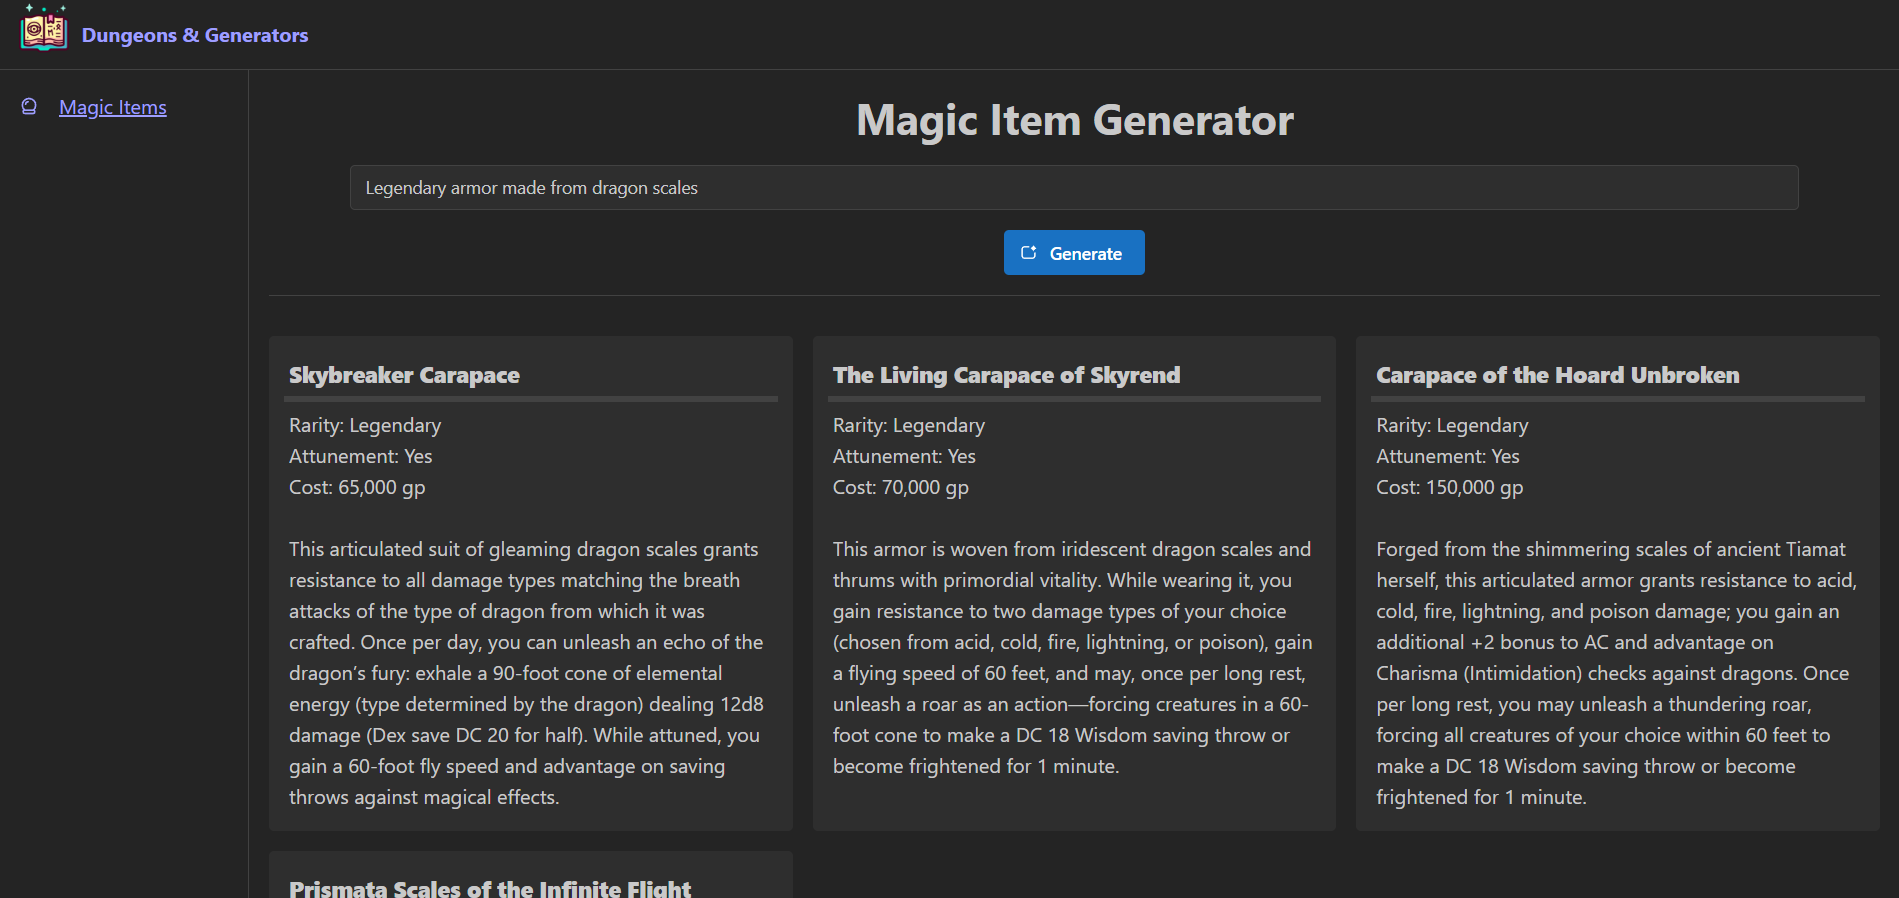 Dungeons & Generators
Magic Items
Magic Item Generator
Legendary armor made from dragon scales
Generate
Skybreaker Carapace
Rarity: Legendary
Attunement: Yes
Cost: 65,000 gp
This articulated suit of gleaming dragon scales grants
resistance to all damage types matching the breath
attacks of the type of dragon from which it was
crafted. Once per day, you can unleash an echo of the
dragon’s fury: exhale a 90-foot cone of elemental
energy (type determined by the dragon) dealing 12d8
damage (Dex save DC 20 for half). While attuned, you
gain a 60-foot fly speed and advantage on saving
throws against magical effects.
The Living Carapace of Skyrend
Rarity: Legendary
Attunement: Yes
Cost: 70,000 gp
This armor is woven from iridescent dragon scales and
thrums with primordial vitality. While wearing it, you
gain resistance to two damage types of your choice
(chosen from acid, cold, fire, lightning, or poison), gain
a flying speed of 60 feet, and may, once per long rest,
unleash a roar as an action—forcing creatures in a 60-
foot cone to make a DC 18 Wisdom saving throw or
become frightened for 1 minute.
Carapace of the Hoard Unbroken
Rarity: Legendary
Attunement: Yes
Cost: 150,000 gp
Forged from the shimmering scales of ancient Tiamat
herself, this articulated armor grants resistance to acid,
cold, fire, lightning, and poison damage; you gain an
additional +2 bonus to AC and advantage on
Charisma (Intimidation) checks against dragons. Once
per long rest, you may unleash a thundering roar,
forcing all creatures of your choice within 60 feet to
make a DC 18 Wisdom saving throw or become
frightened for 1 minute.
Prismata Scales of the Infinite Flight